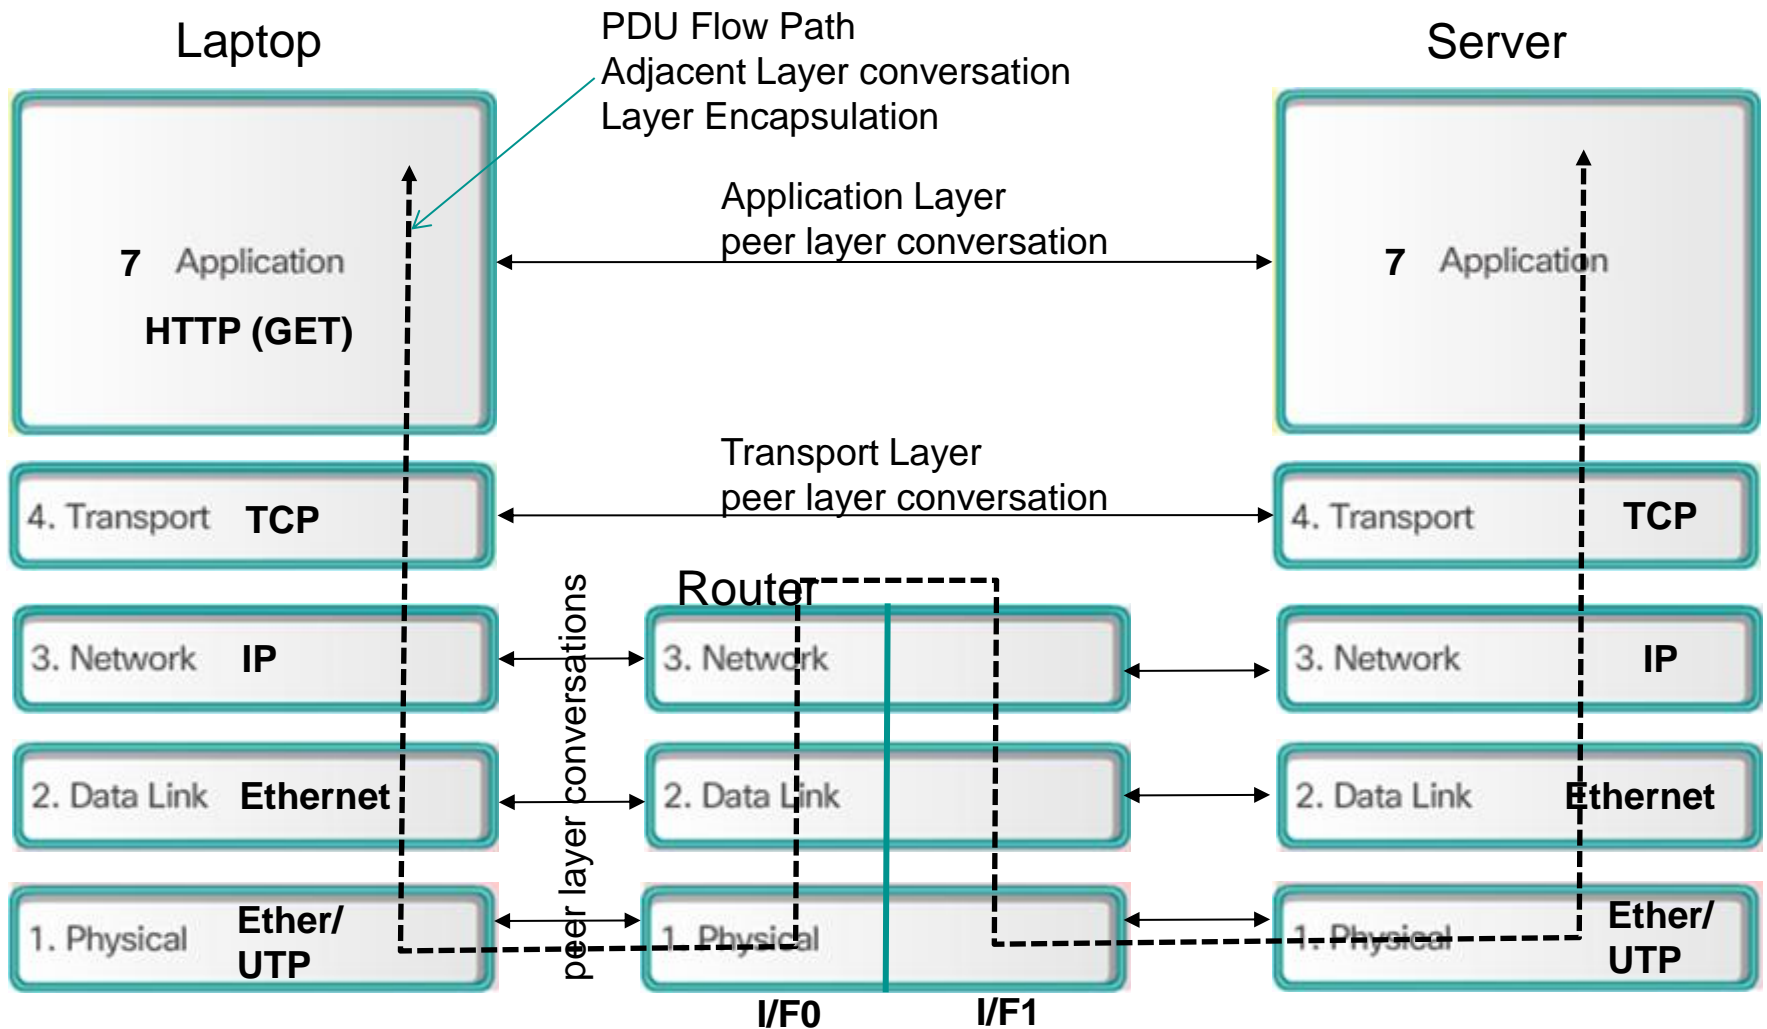 Laptop
PDU Flow Path
Adjacent Layer conversation
Layer Encapsulation
Server
Application Layer
peer layer conversation
7 Application
HTTP (GET)
7 Application
Transport Layer
peer layer conversation
4. Transport TCP
4. Transport TCP
Router
peer layer conversations
3. Network IP
3. Network
3. Network IP
2. Data Link Ethernet
2. Data Link
2. Data Link Ethernet
1. Physical Ether/
UTP
1. Physical
1. Physical Ether/
UTP
I/F0
I/F1